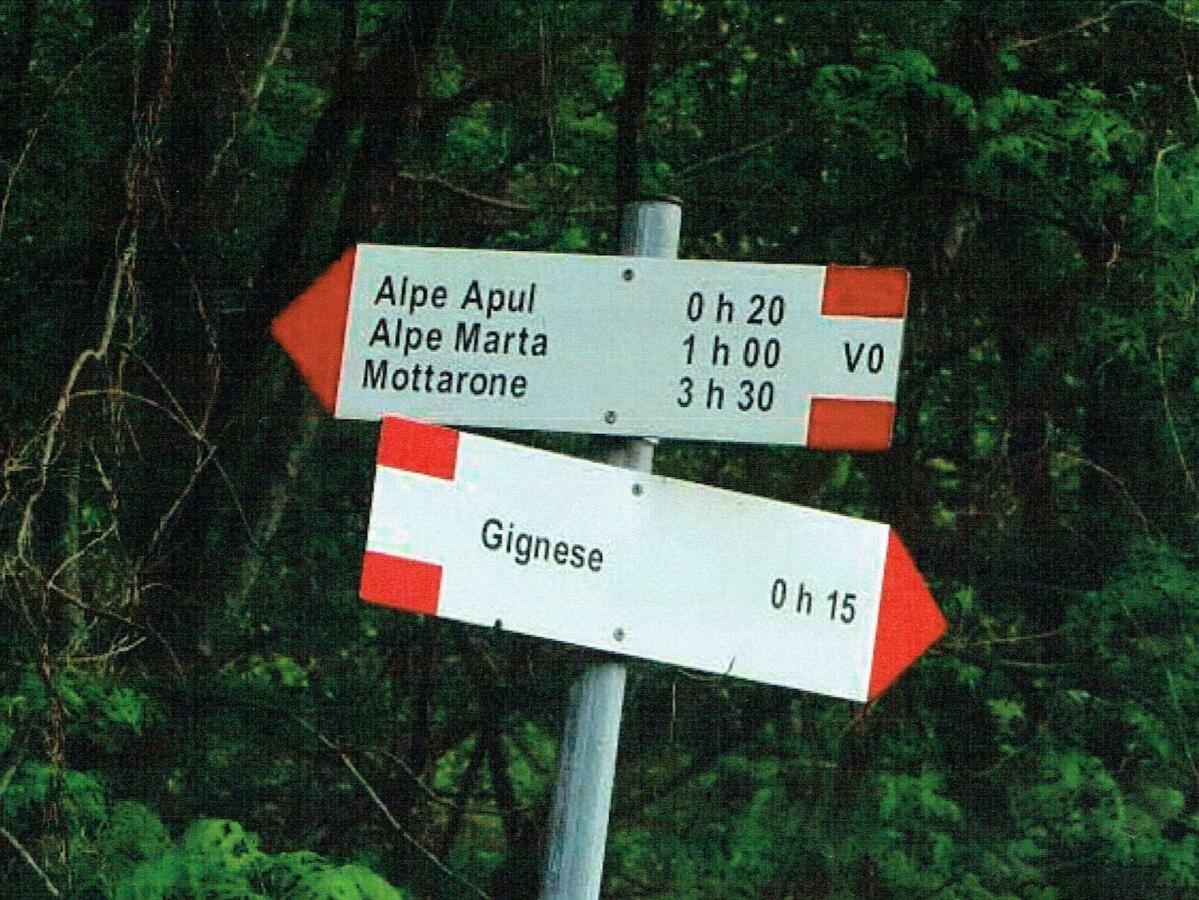 Alpe Apul 0 h 20
Alpe Marta 1 h 00 V0
Mottarone 3 h 30
Gignese 0 h 15